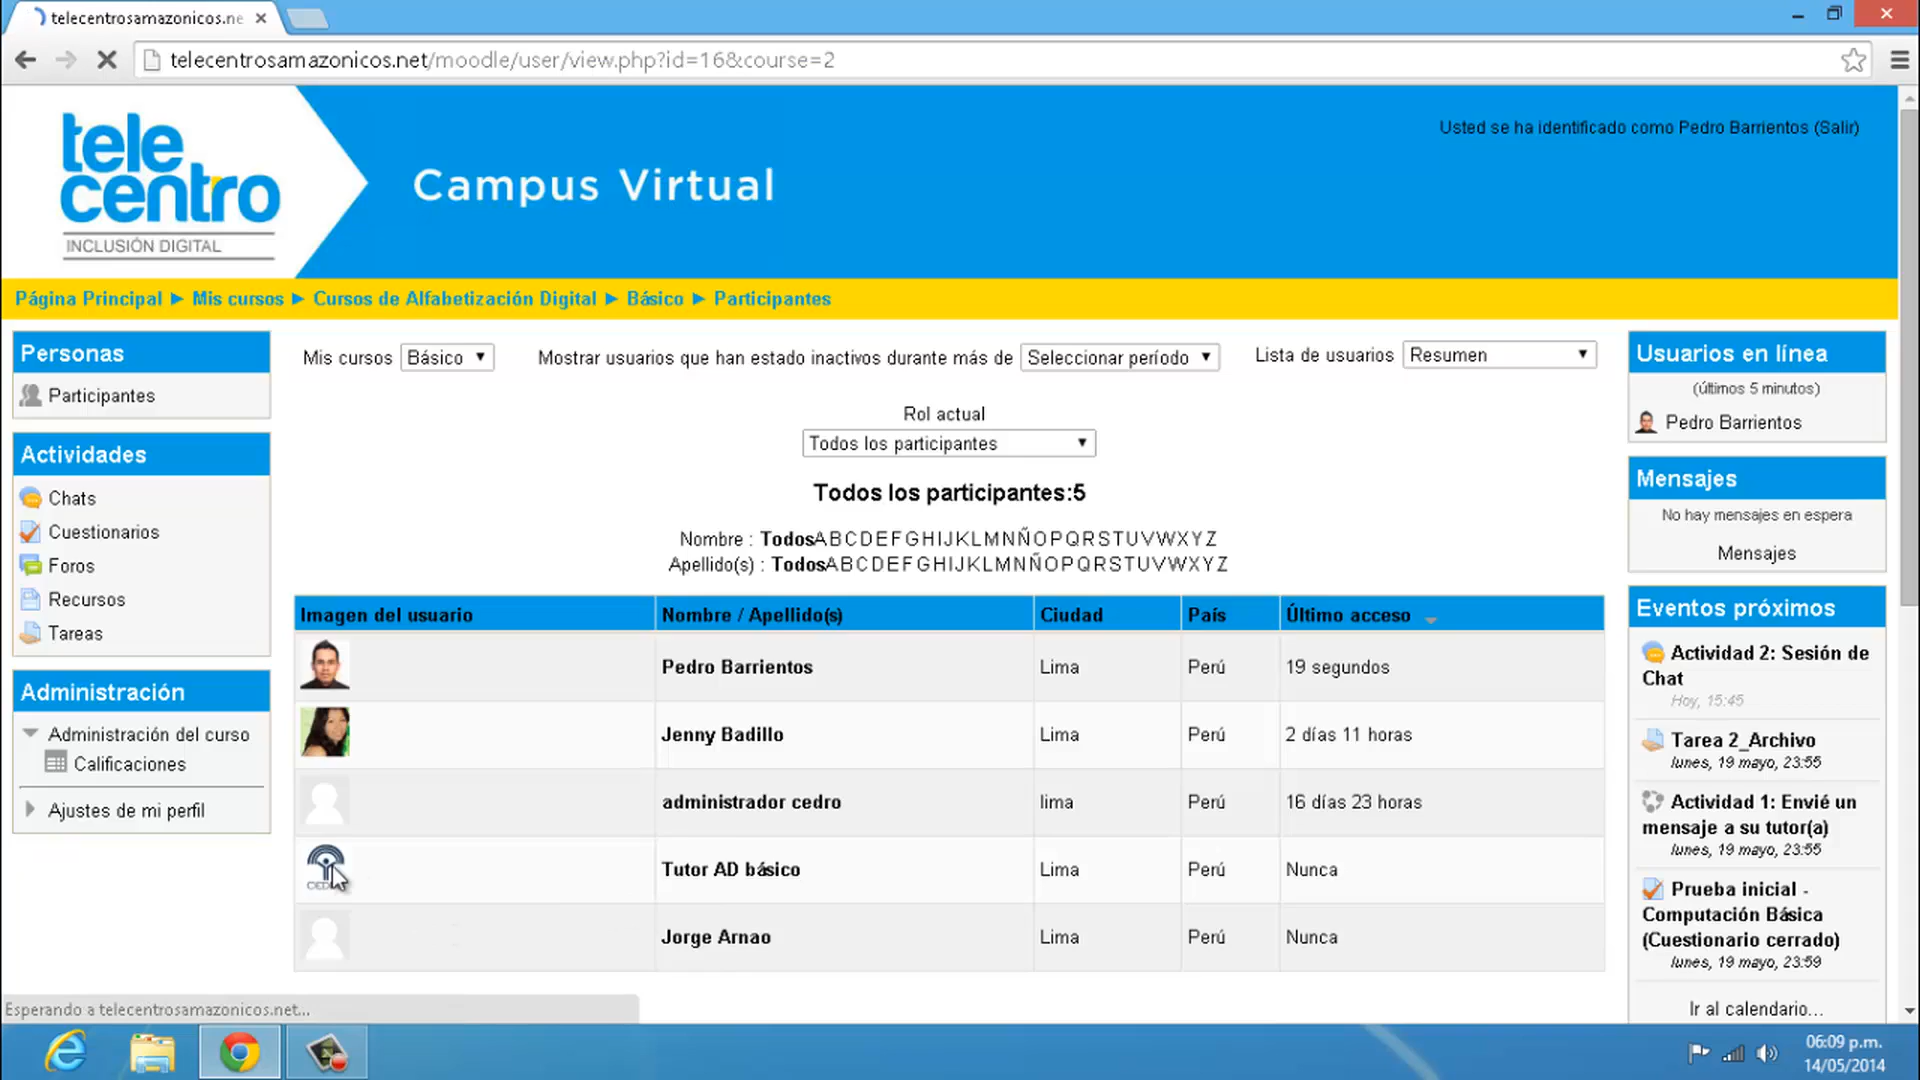 telecentrosamazonicos.ne
telecentrosamazonicos.net/moodle/user/view.php?id=16&course=2
tele
centro
INCLUSIÓN DIGITAL
Campus Virtual
Usted se ha identificado como Pedro Barrientos (Salir)
Página Principal ► Mis cursos ► Cursos de Alfabetización Digital ► Básico ► Participantes
Personas
Participantes
Actividades
Chats
Cuestionarios
Foros
Recursos
Tareas
Administración
Administración del curso
Calificaciones
Ajustes de mi perfil
Mis cursos Básico
Mostrar usuarios que han estado inactivos durante más de Seleccionar período
Lista de usuarios Resumen
Rol actual
Todos los participantes
Todos los participantes:5
Nombre : Todos A B C D E F G H I J K L M N Ñ O P Q R S T U V W X Y Z
Apellido(s) : Todos A B C D E F G H I J K L M N Ñ O P Q R S T U V W X Y Z
Imagen del usuario Nombre / Apellido(s) Ciudad País Último acceso
Pedro Barrientos Lima Perú 19 segundos
Jenny Badillo Lima Perú 2 días 11 horas
administrador cedro lima Perú 16 días 23 horas
Tutor AD básico Lima Perú Nunca
Jorge Arnao Lima Perú Nunca
Usuarios en línea
(últimos 5 minutos)
Pedro Barrientos
Mensajes
No hay mensajes en espera
Mensajes
Eventos próximos
Actividad 2: Sesión de
Chat
Hoy, 15:45
Tarea 2_Archivo
lunes, 19 mayo, 23:55
Actividad 1: Envié un
mensaje a su tutor(a)
lunes, 19 mayo, 23:55
Prueba inicial -
Computación Básica
(Cuestionario cerrado)
lunes, 19 mayo, 23:59
Ir al calendario...
Esperando a telecentrosamazonicos.net...
06:09 p.m.
14/05/2014